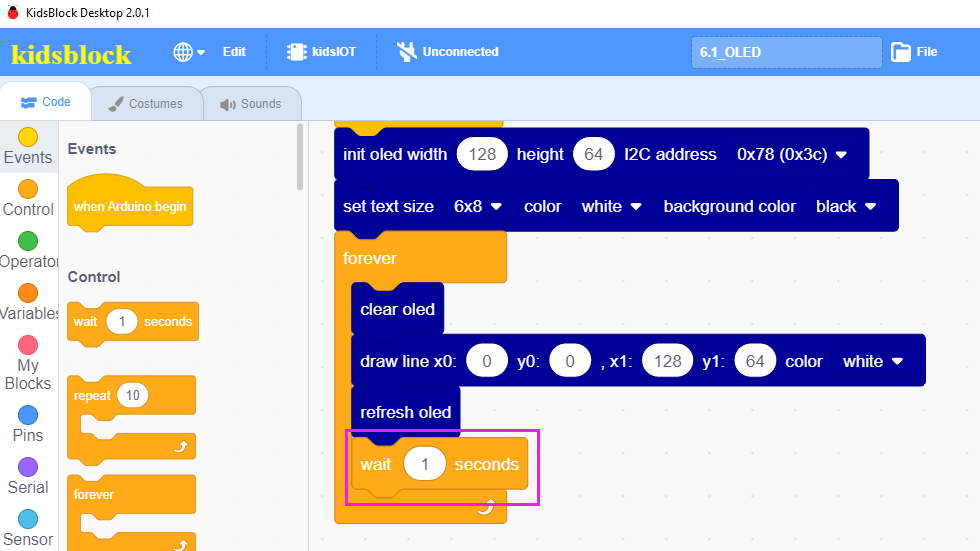 KidsBlock Desktop 2.0.1
kidsblock Edit kidsIOT Unconnected 6.1_OLED File
Code Costumes Sounds
Events
Control
Operator
Variables
My
Blocks
Pins
Serial
Sensor
Events
when Arduino begin
Control
wait 1 seconds
repeat 10
forever
init oled width 128 height 64 I2C address 0x78 (0x3c)
set text size 6x8 color white background color black
forever
clear oled
draw line x0: 0 y0: 0 , x1: 128 y1: 64 color white
refresh oled
wait 1 seconds